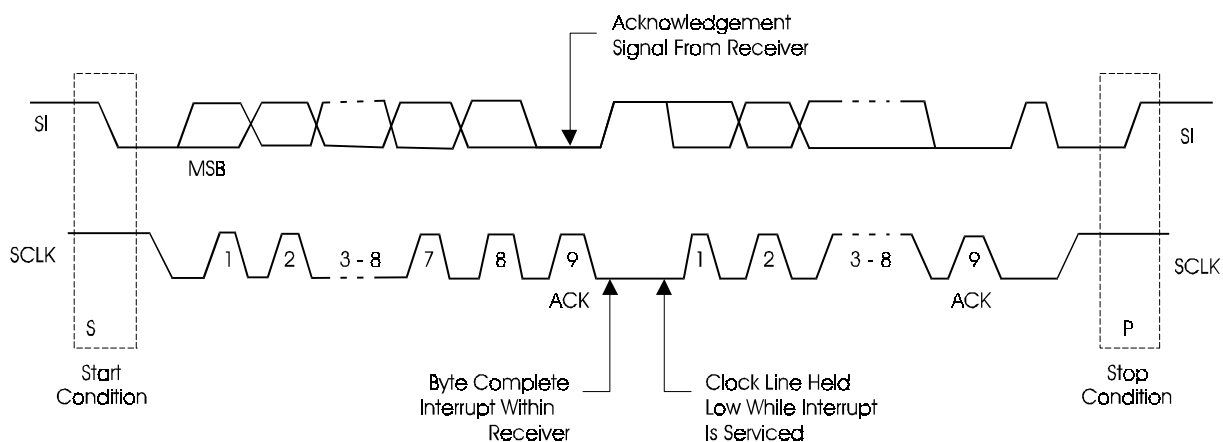 Acknowledgement
Signal From Receiver
SI
MSB
SI
SCLK
1
2
3 - 8
7
8
9
1
2
3 - 8
9
SCLK
ACK
ACK
S
P
Start
Condition
Byte Complete
Interrupt Within
Receiver
Clock Line Held
Low While Interrupt
Is Serviced
Stop
Condition